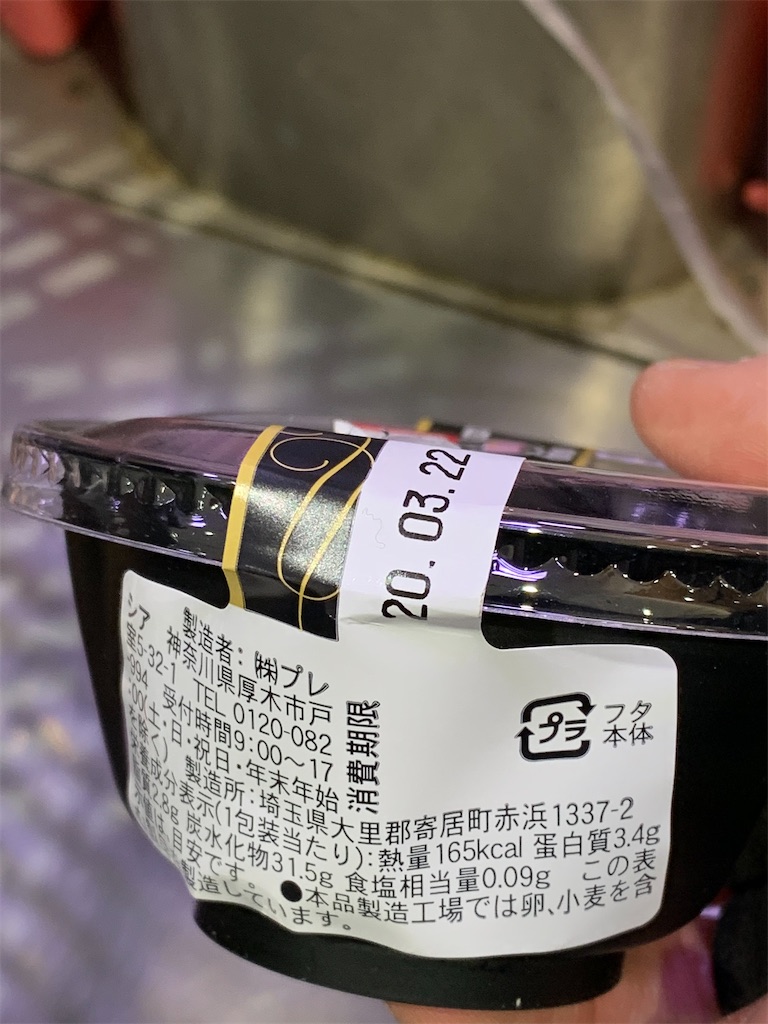 20.03.22
製造者:㈱プレ
シア 神奈川県厚木市戸
室5-32-1 TEL 0120-082
-994 受付時間9:00～17
:00(土・日・祝日・年末年始
を除く) 製造所:埼玉県大里郡寄居町赤浜1337-2
栄養成分表示(1包装当たり):熱量165kcal 蛋白質3.4g
脂質2.8g 炭水化物31.5g 食塩相当量0.09g この表
示値は、目安です。 ●本品製造工場では卵、小麦を含
製造しています。
消費期限
プラ
フタ
本体